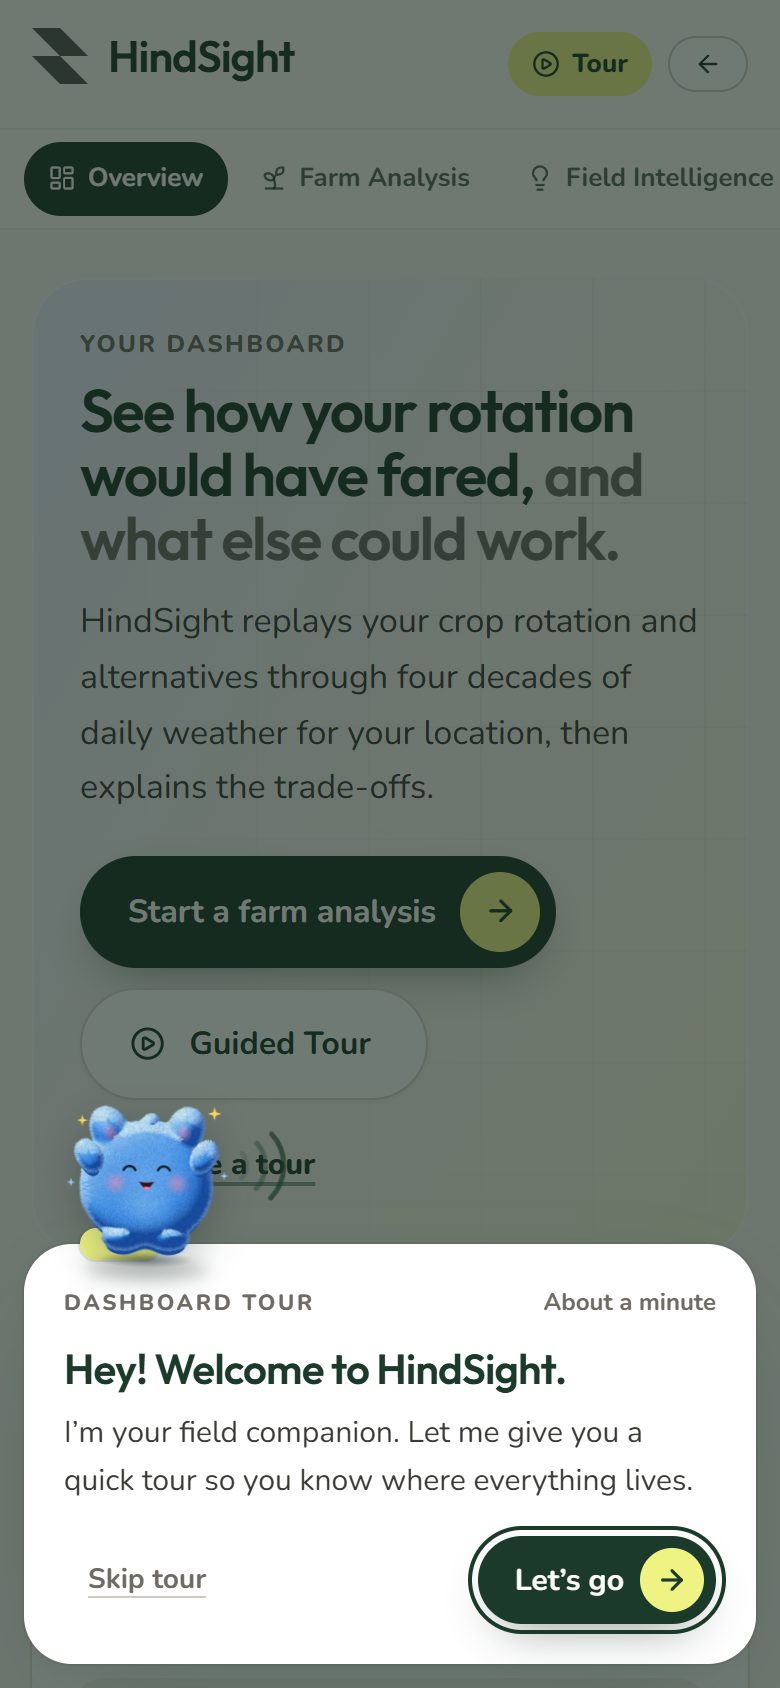 HindSight
Tour
Overview
Farm Analysis
Field Intelligence
YOUR DASHBOARD
See how your rotation
would have fared, and
what else could work.
HindSight replays your crop rotation and
alternatives through four decades of
daily weather for your location, then
explains the trade-offs.
Start a farm analysis
Guided Tour
a tour
DASHBOARD TOUR
About a minute
Hey! Welcome to HindSight.
I'm your field companion. Let me give you a
quick tour so you know where everything lives.
Skip tour
Let's go